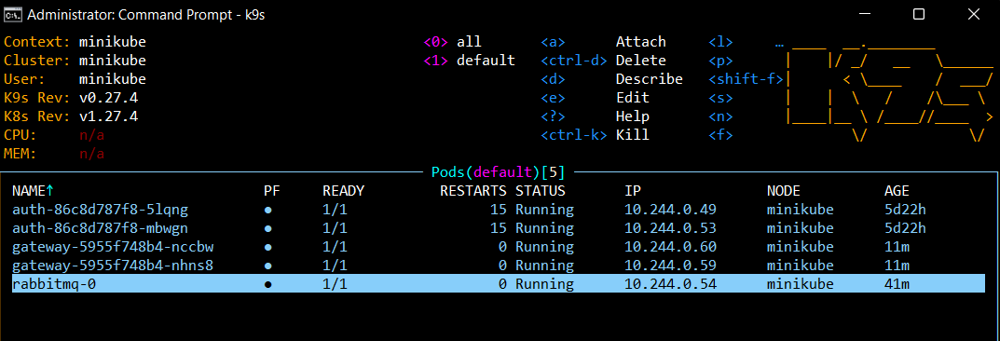 Administrator: Command Prompt - k9s
Context: minikube <0> all <a> Attach <l> …
Cluster: minikube <1> default <ctrl-d> Delete <p>
User: minikube <d> Describe <shift-f>
K9s Rev: v0.27.4 <e> Edit <s>
K8s Rev: v1.27.4 <?> Help <n>
CPU: n/a <ctrl-k> Kill <f>
MEM: n/a
Pods(default)[5]
NAME↑ PF READY RESTARTS STATUS IP NODE AGE
auth-86c8d787f8-5lqng ● 1/1 15 Running 10.244.0.49 minikube 5d22h
auth-86c8d787f8-mbwgn ● 1/1 15 Running 10.244.0.53 minikube 5d22h
gateway-5955f748b4-nccbw ● 1/1 0 Running 10.244.0.60 minikube 11m
gateway-5955f748b4-nhns8 ● 1/1 0 Running 10.244.0.59 minikube 11m
rabbitmq-0 ● 1/1 0 Running 10.244.0.54 minikube 41m